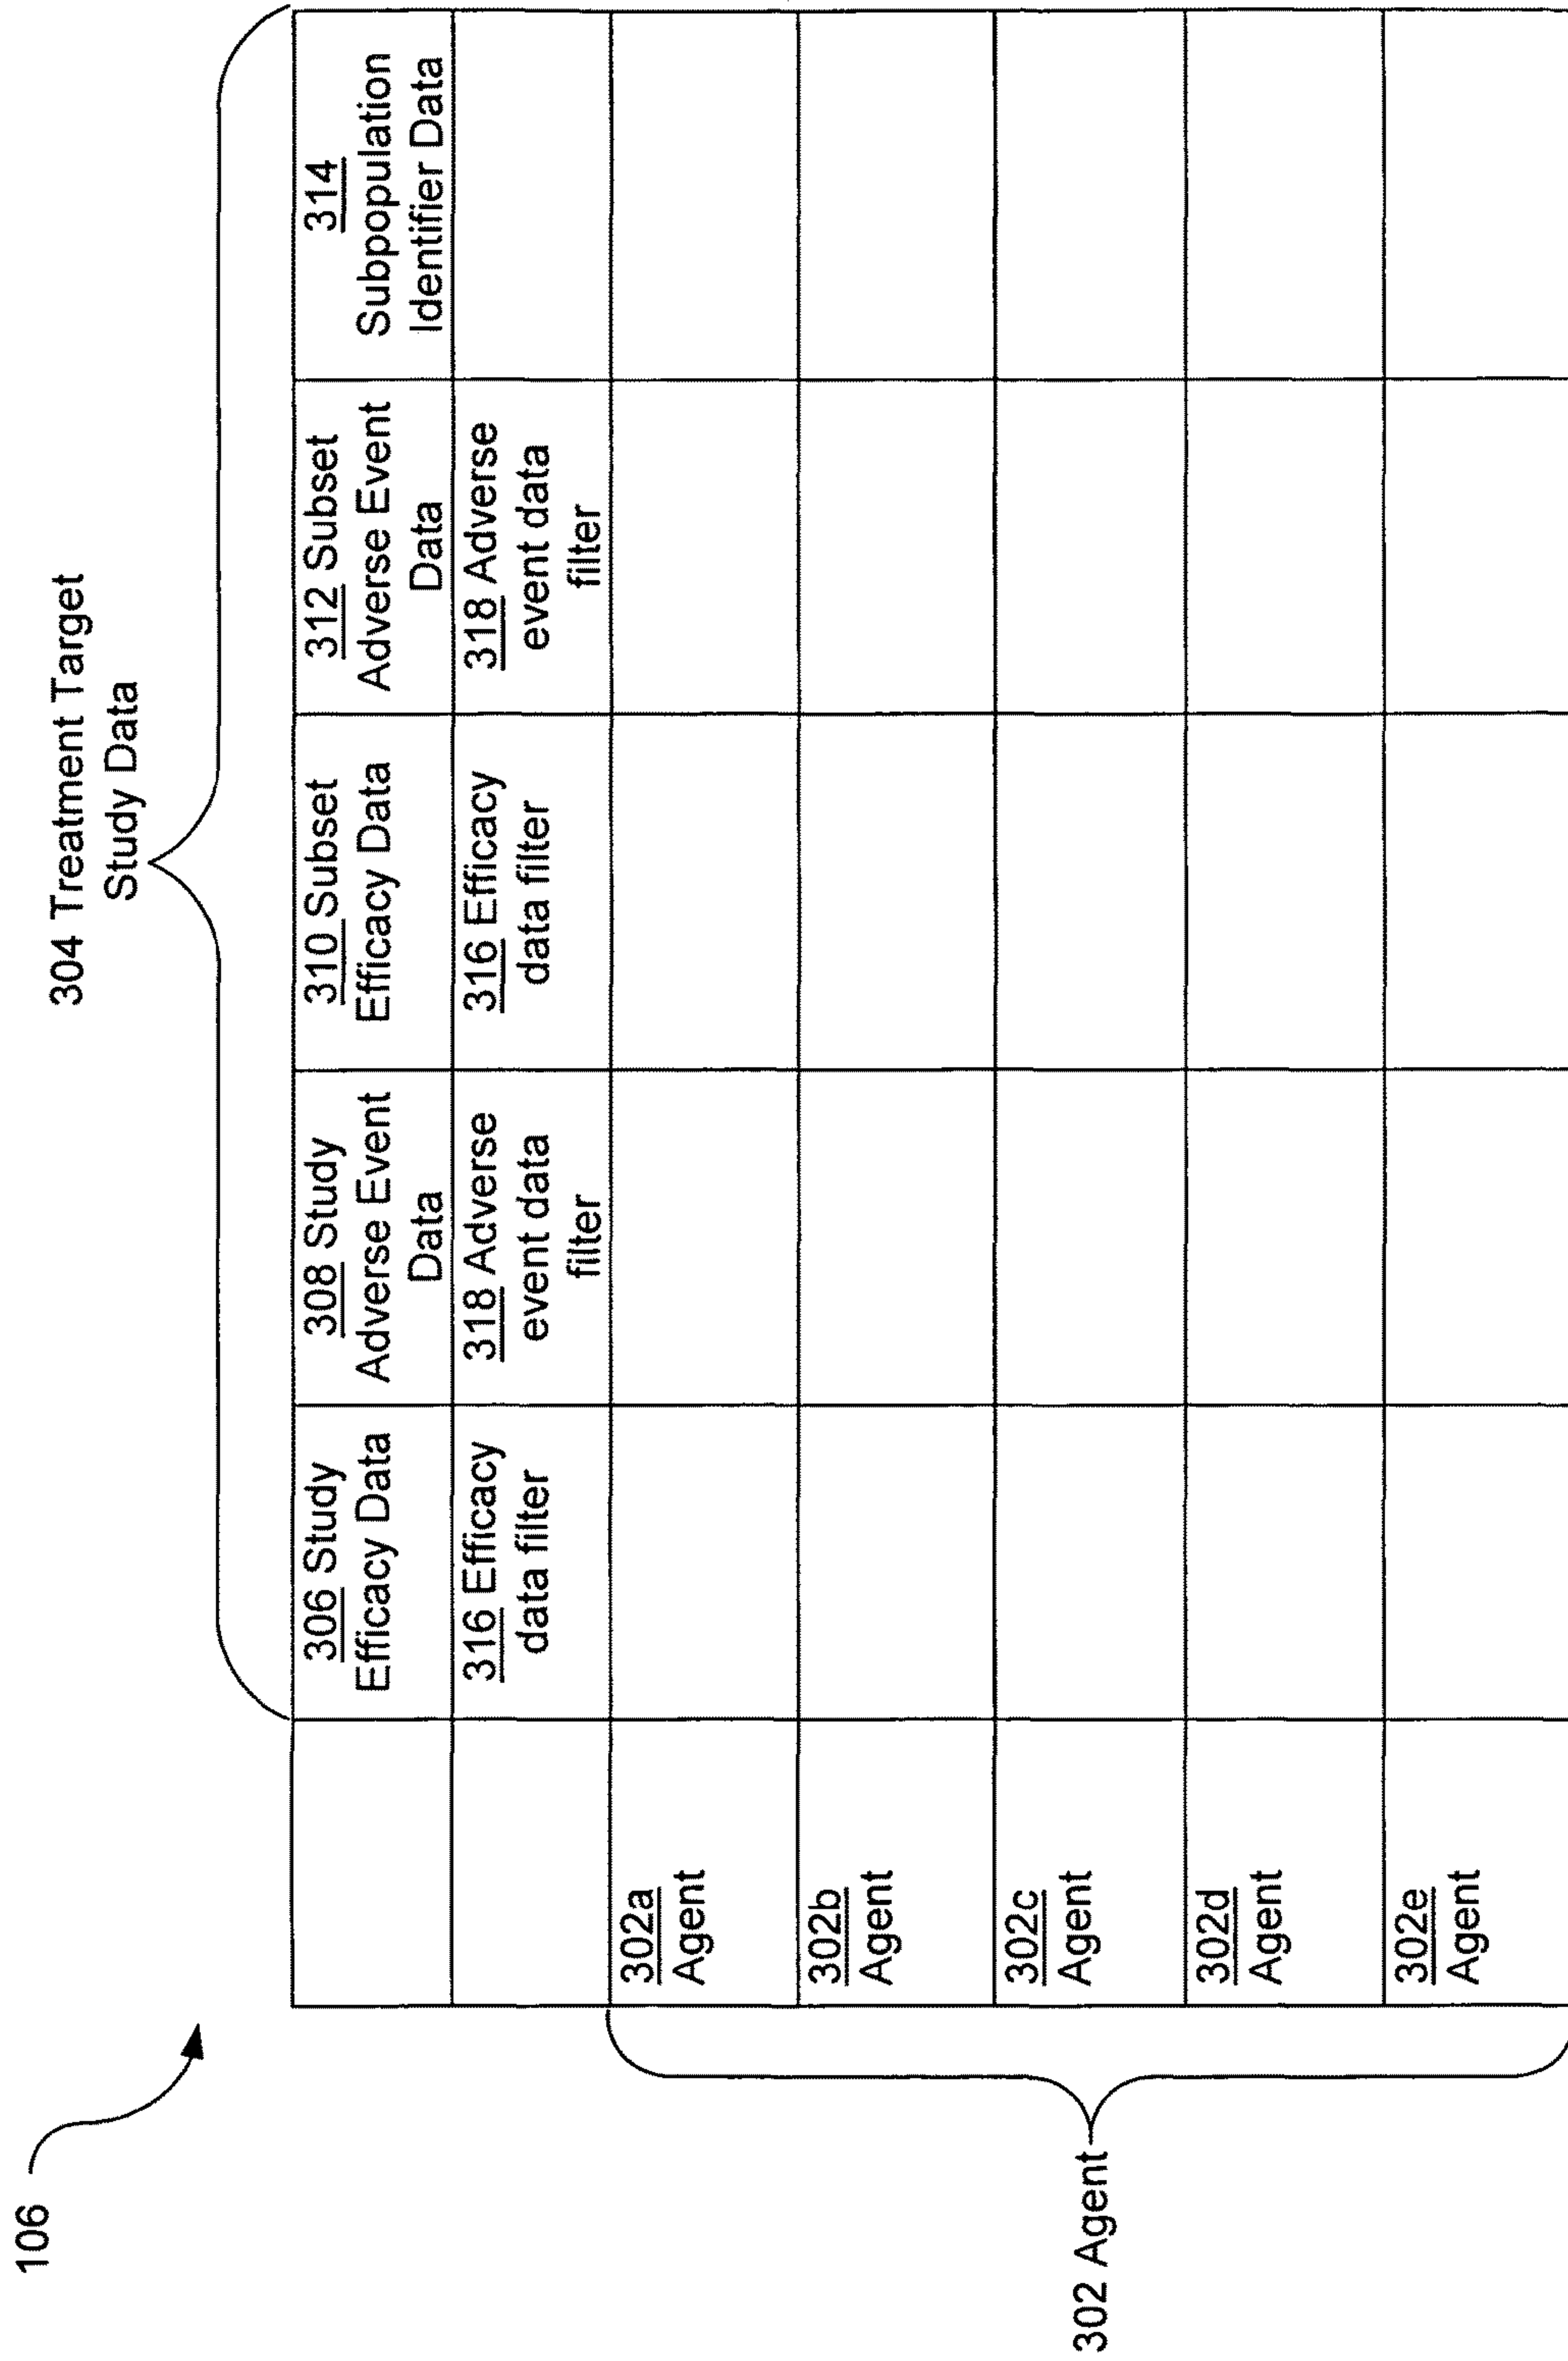 106
304 Treatment Target
Study Data
306 Study
Efficacy Data
308 Study
Adverse Event
Data
310 Subset
Efficacy Data
312 Subset
Adverse Event
Data
314
Subpopulation
Identifier Data
316 Efficacy
data filter
318 Adverse
event data
filter
316 Efficacy
data filter
318 Adverse
event data
filter
302 Agent
302a
Agent
302b
Agent
302c
Agent
302d
Agent
302e
Agent